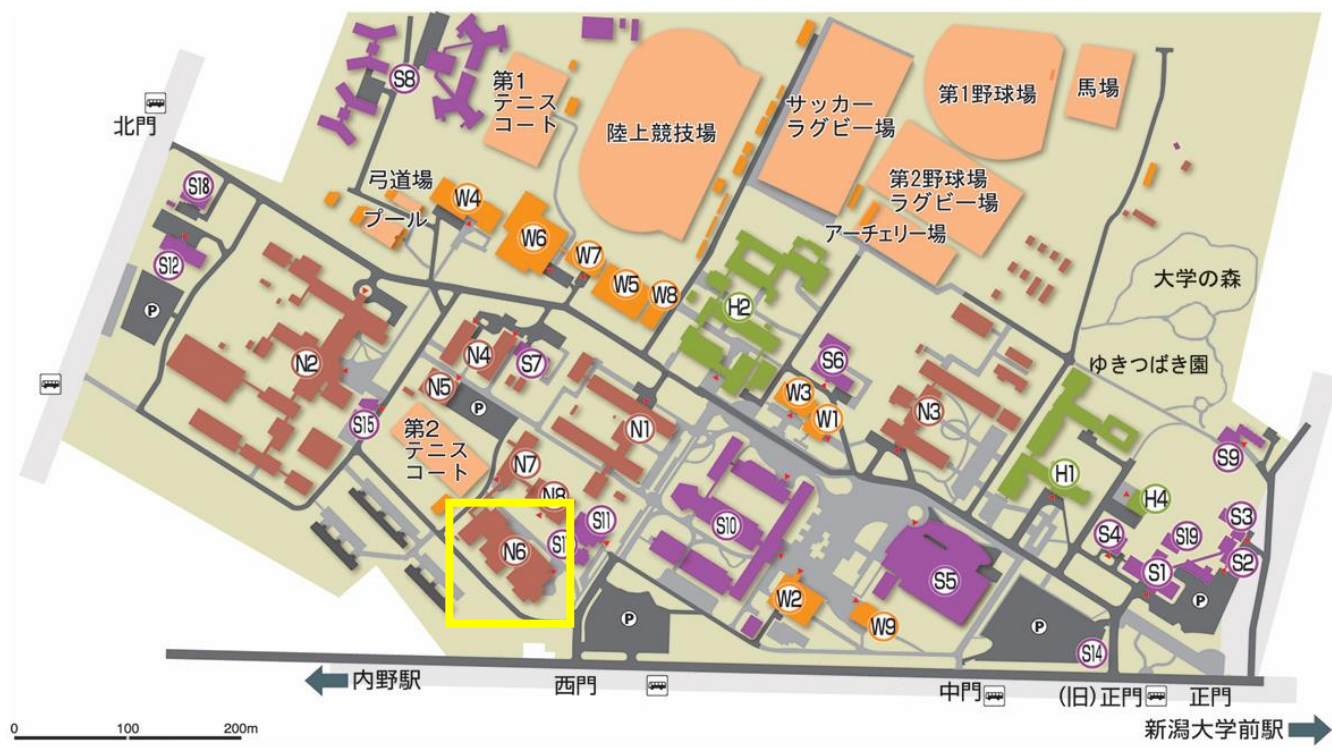 北門
S8
第1
テニス
コート
陸上競技場
サッカー
ラグビー場
第1野球場
馬場
第2野球場
ラグビー場
アーチェリー場
弓道場
プール
W4
W6
W7
W5
W8
S18
S12
P
H2
大学の森
ゆきつばき園
N2
N4
S7
N5
P
S6
W3
W1
N3
S15
第2
テニス
コート
N1
N7
N8
S11
N6
S10
H1
H4
S9
S3
S4
S19
S1
S2
P
S5
W2
W9
P
P
S14
内野駅
西門
中門
(旧)正門
正門
新潟大学前駅
0 100 200m